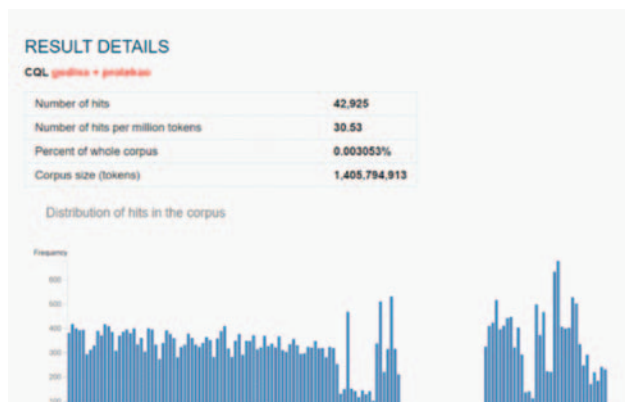 RESULT DETAILS
CQL godina + protekao
Number of hits 42,925
Number of hits per million tokens 30.53
Percent of whole corpus 0.003053%
Corpus size (tokens) 1,405,794,913
Distribution of hits in the corpus
Frequency
600
500
400
300
200
100